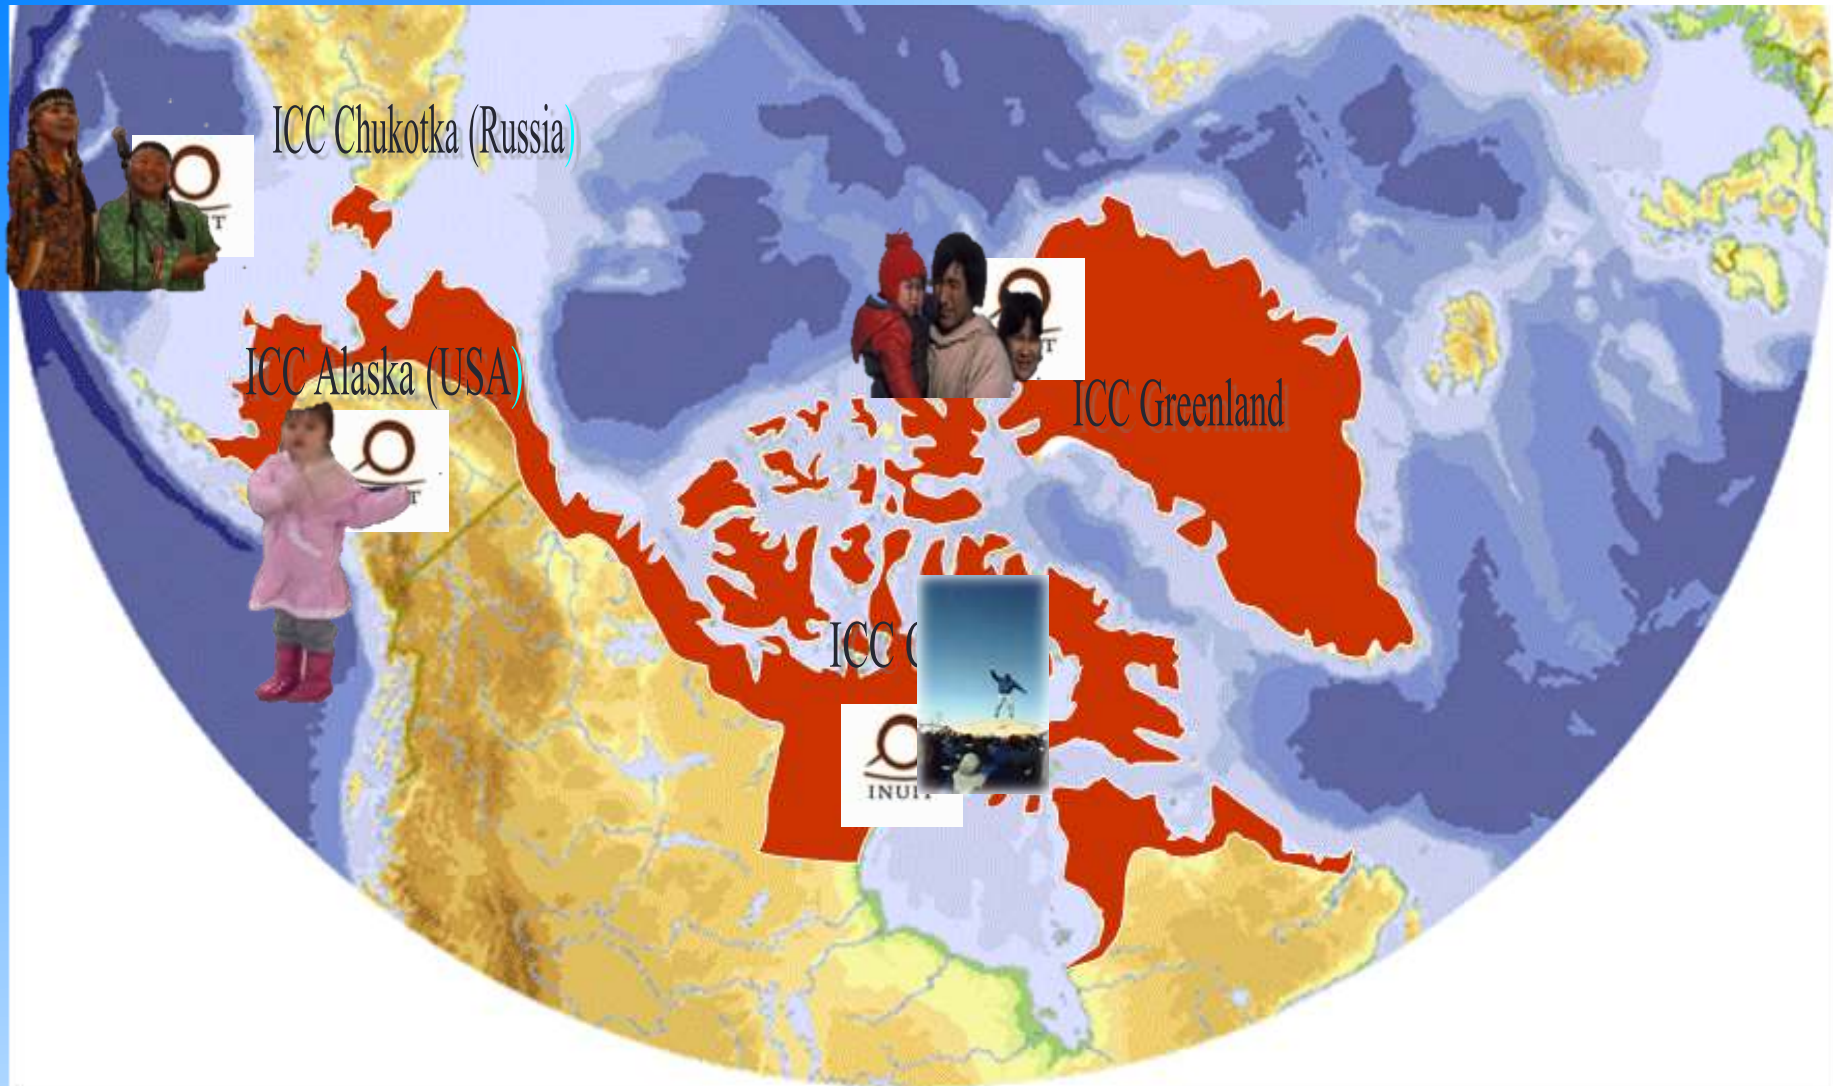 ICC Chukotka (Russia)
ICC Alaska (USA)
ICC Greenland
ICC
INUIT